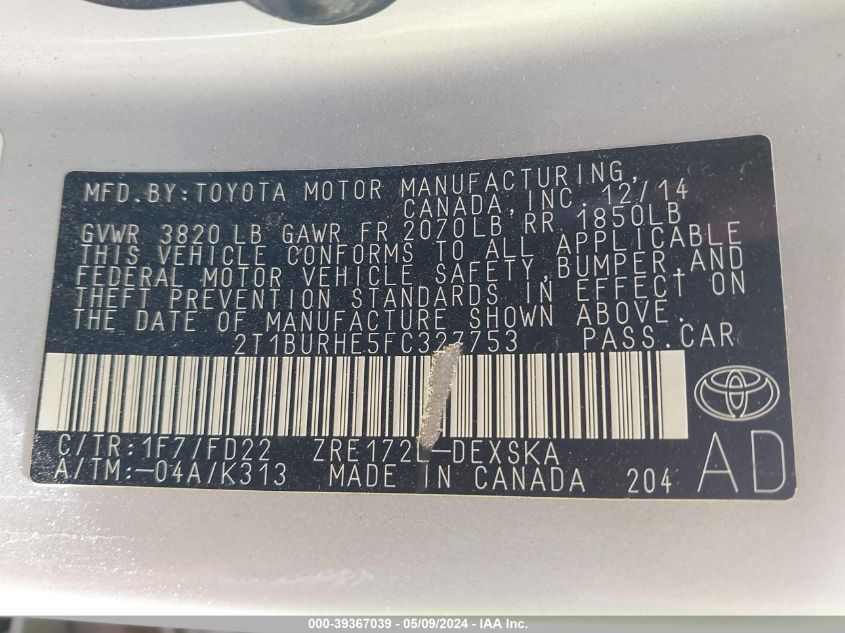 MFD.BY:TOYOTA MOTOR MANUFACTURING,
CANADA, INC. 12/14
GVWR 3820 LB GAWR FR 2070LB RR 1850LB
THIS VEHICLE CONFORMS TO ALL APPLICABLE
FEDERAL MOTOR VEHICLE SAFETY, BUMPER, AND
THEFT PREVENTION STANDARDS IN EFFECT ON
THE DATE OF MANUFACTURE SHOWN ABOVE.
2T1BURHE5FC327753 PASS.CAR
C/TR:1F7/FD22 ZRE172L-DEXSKA
A/TM:-04A/K313 MADE IN CANADA 204 AD
000-39367039 - 05/09/2024 - IAA Inc.